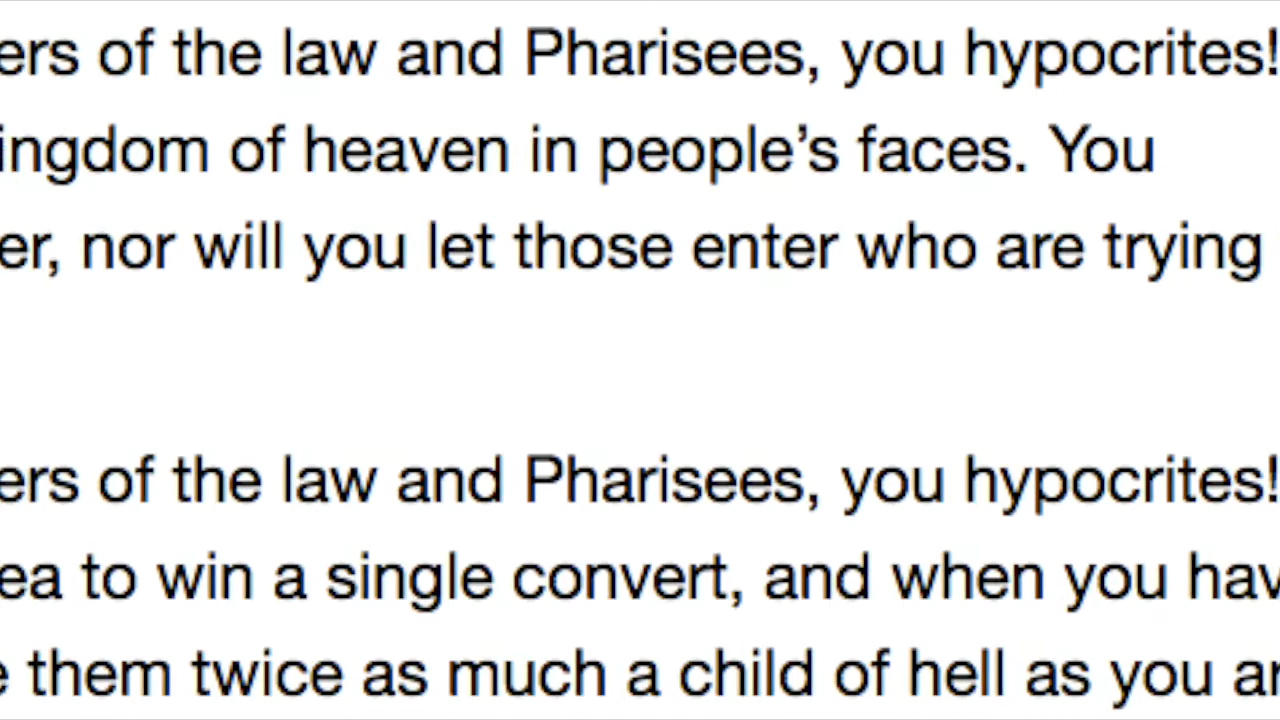 ers of the law and Pharisees, you hypocrites!
ingdom of heaven in people’s faces. You
er, nor will you let those enter who are trying
ers of the law and Pharisees, you hypocrites!
ea to win a single convert, and when you hav
e them twice as much a child of hell as you ar